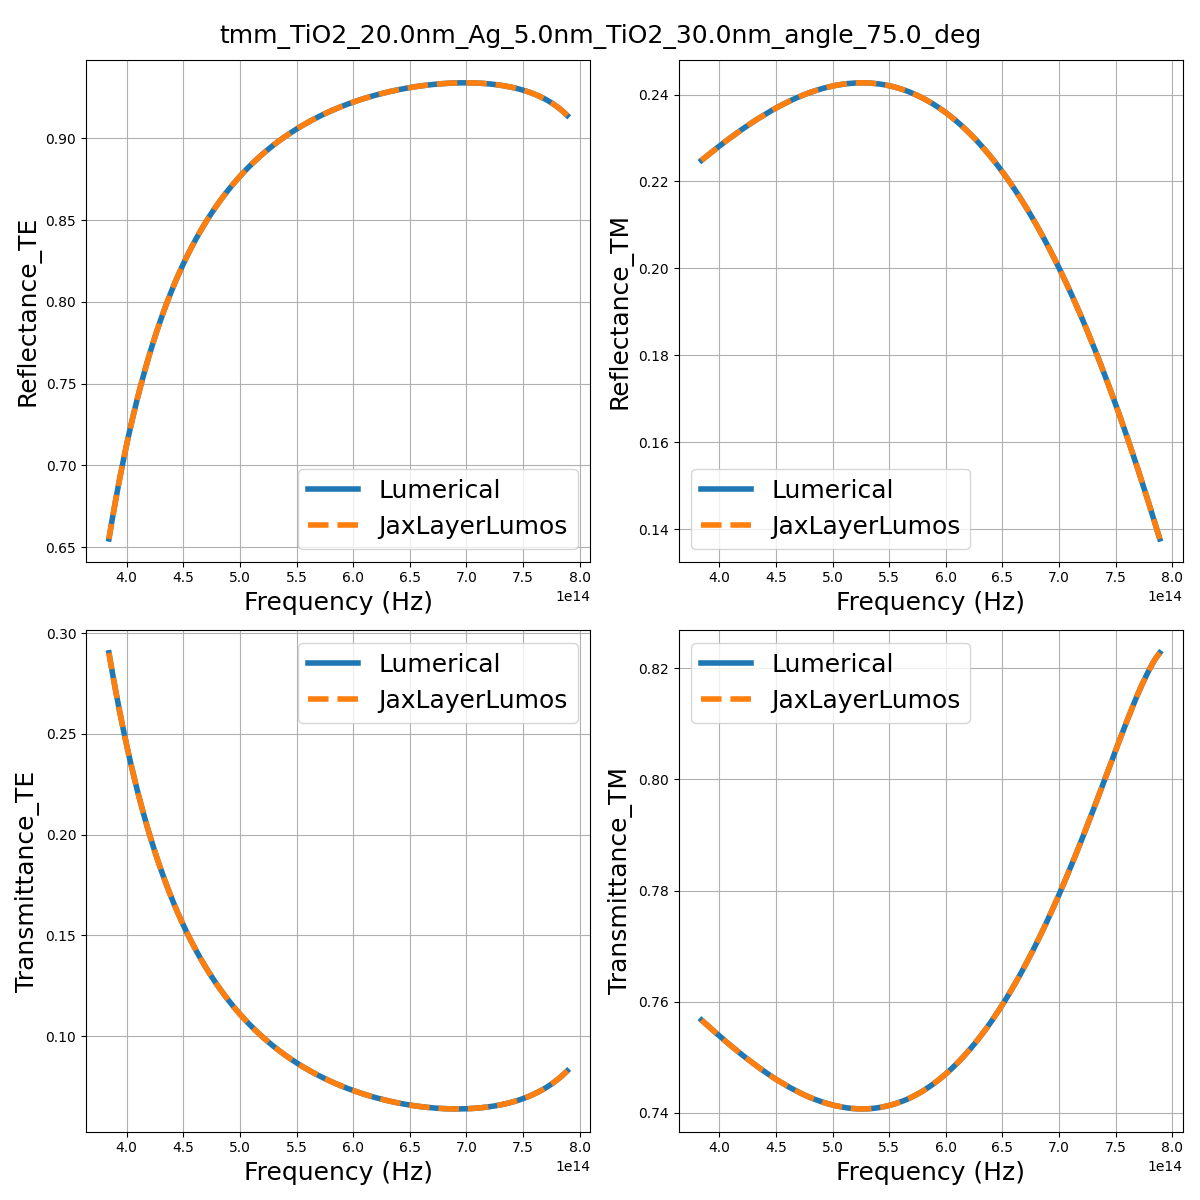 tmm_TiO2_20.0nm_Ag_5.0nm_TiO2_30.0nm_angle_75.0_deg
Reflectance_TE
0.90
0.85
0.80
0.75
0.70
0.65
Lumerical
JaxLayerLumos
4.0 4.5 5.0 5.5 6.0 6.5 7.0 7.5 8.0
1e14
Frequency (Hz)
Reflectance_TM
0.24
0.22
0.20
0.18
0.16
0.14
Lumerical
JaxLayerLumos
4.0 4.5 5.0 5.5 6.0 6.5 7.0 7.5 8.0
1e14
Frequency (Hz)
Transmittance_TE
0.30
0.25
0.20
0.15
0.10
Lumerical
JaxLayerLumos
4.0 4.5 5.0 5.5 6.0 6.5 7.0 7.5 8.0
1e14
Frequency (Hz)
Transmittance_TM
0.82
0.80
0.78
0.76
0.74
Lumerical
JaxLayerLumos
4.0 4.5 5.0 5.5 6.0 6.5 7.0 7.5 8.0
1e14
Frequency (Hz)